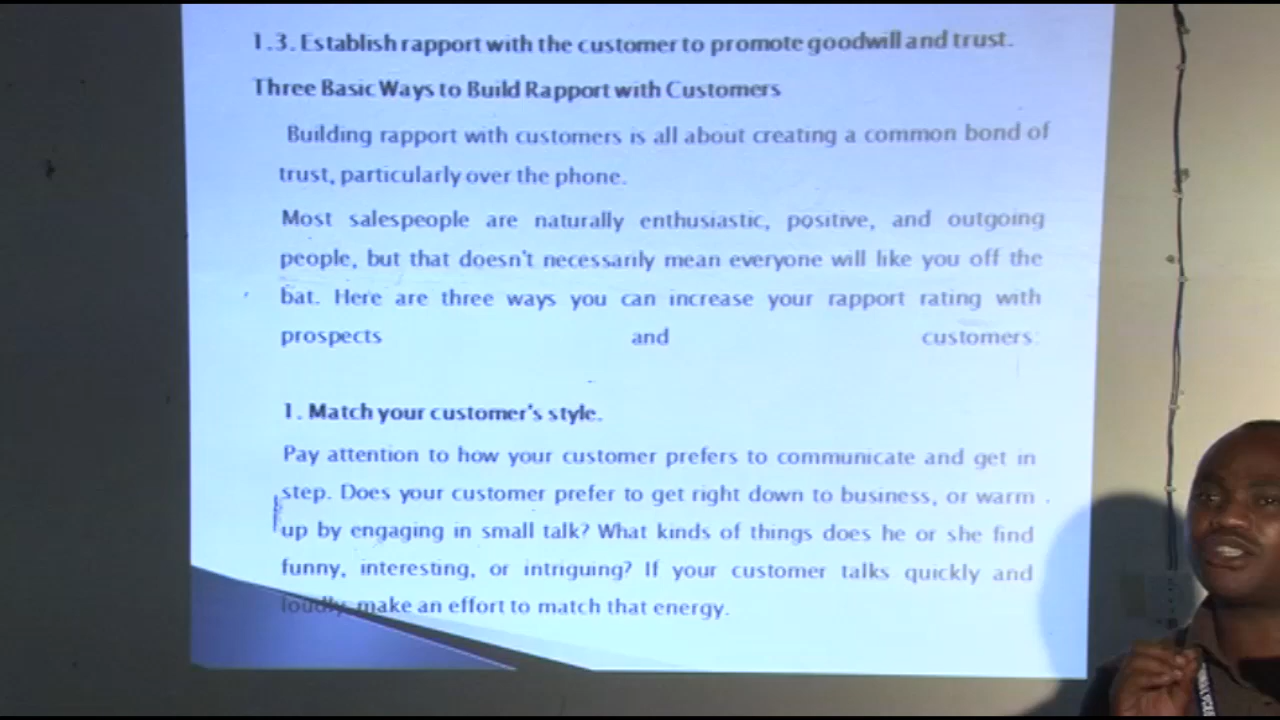 1.3. Establish rapport with the customer to promote goodwill and trust.
Three Basic Ways to Build Rapport with Customers
Building rapport with customers is all about creating a common bond of
trust, particularly over the phone.
Most salespeople are naturally enthusiastic, positive, and outgoing
people, but that doesn't necessarily mean everyone will like you off the
bat. Here are three ways you can increase your rapport rating with
prospects and customers:
1. Match your customer's style.
Pay attention to how your customer prefers to communicate and get in
step. Does your customer prefer to get right down to business, or warm
up by engaging in small talk? What kinds of things does he or she find
funny, interesting, or intriguing? If your customer talks quickly and
loudly, make an effort to match that energy.